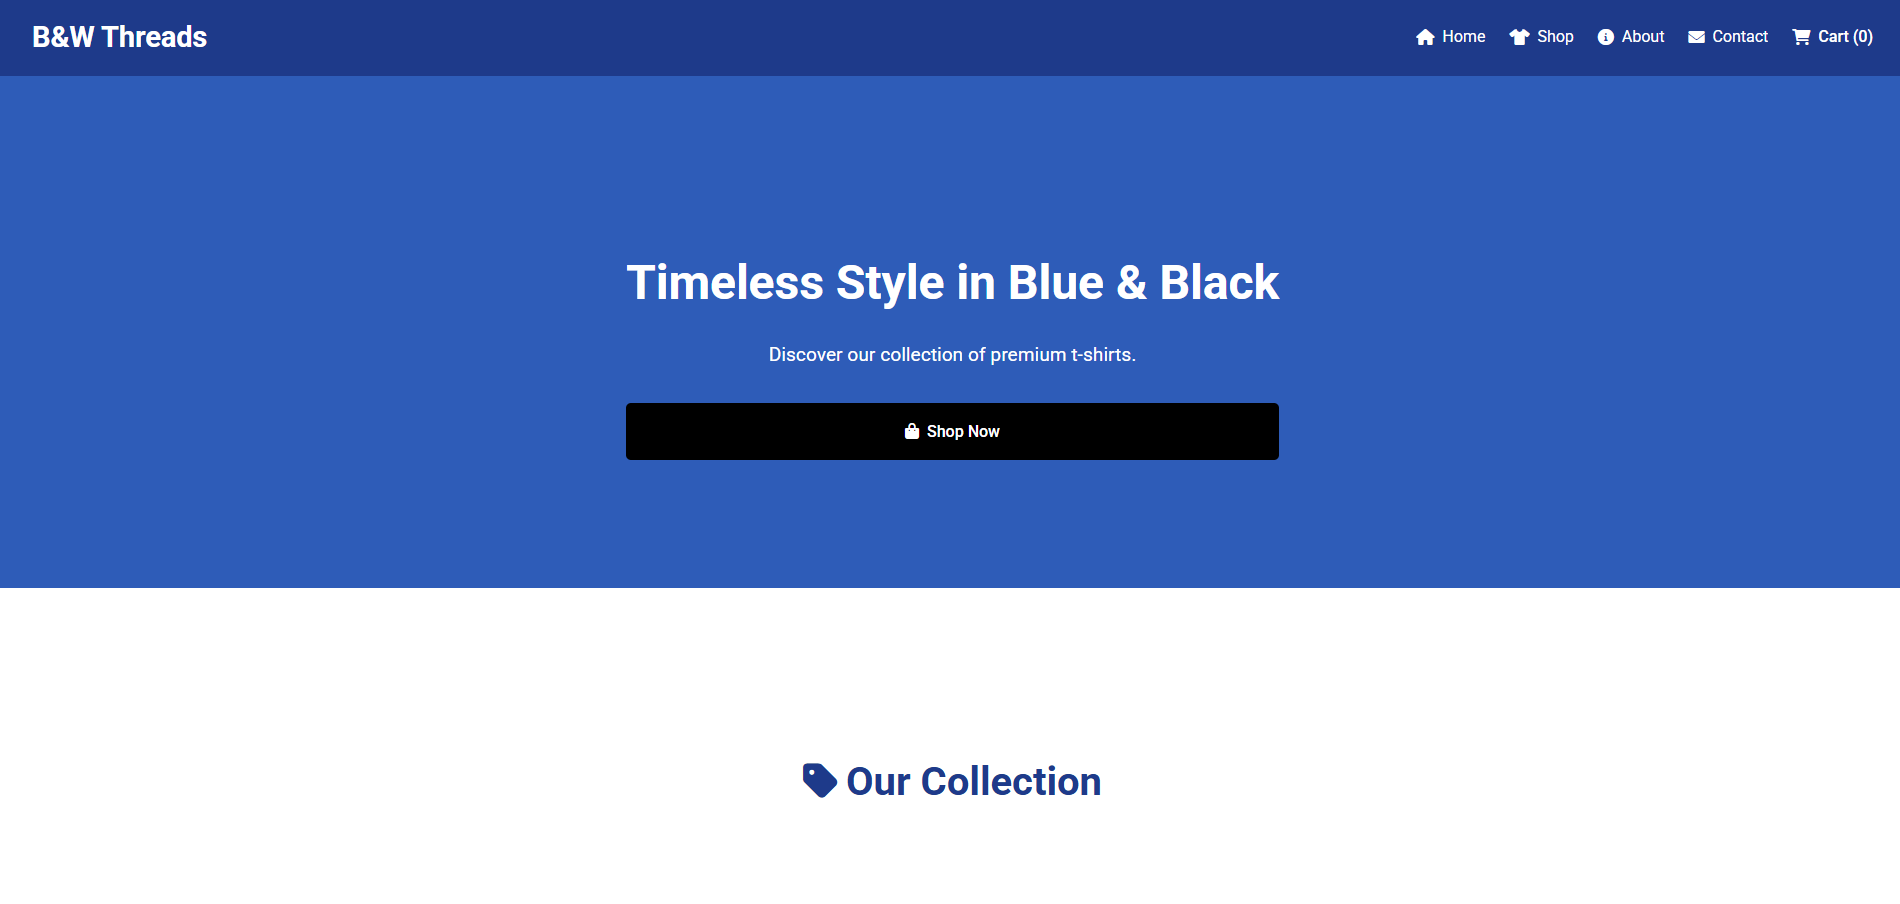 B&W Threads
Home Shop About Contact Cart (0)
Timeless Style in Blue & Black
Discover our collection of premium t-shirts.
Shop Now
Our Collection